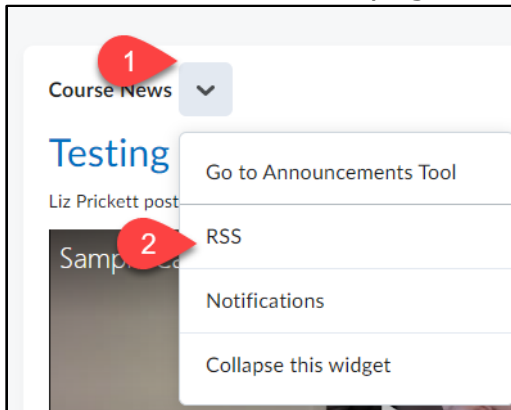 1
Course News
Testing
Go to Announcements Tool
Liz Prickett post
2
RSS
Notifications
Collapse this widget